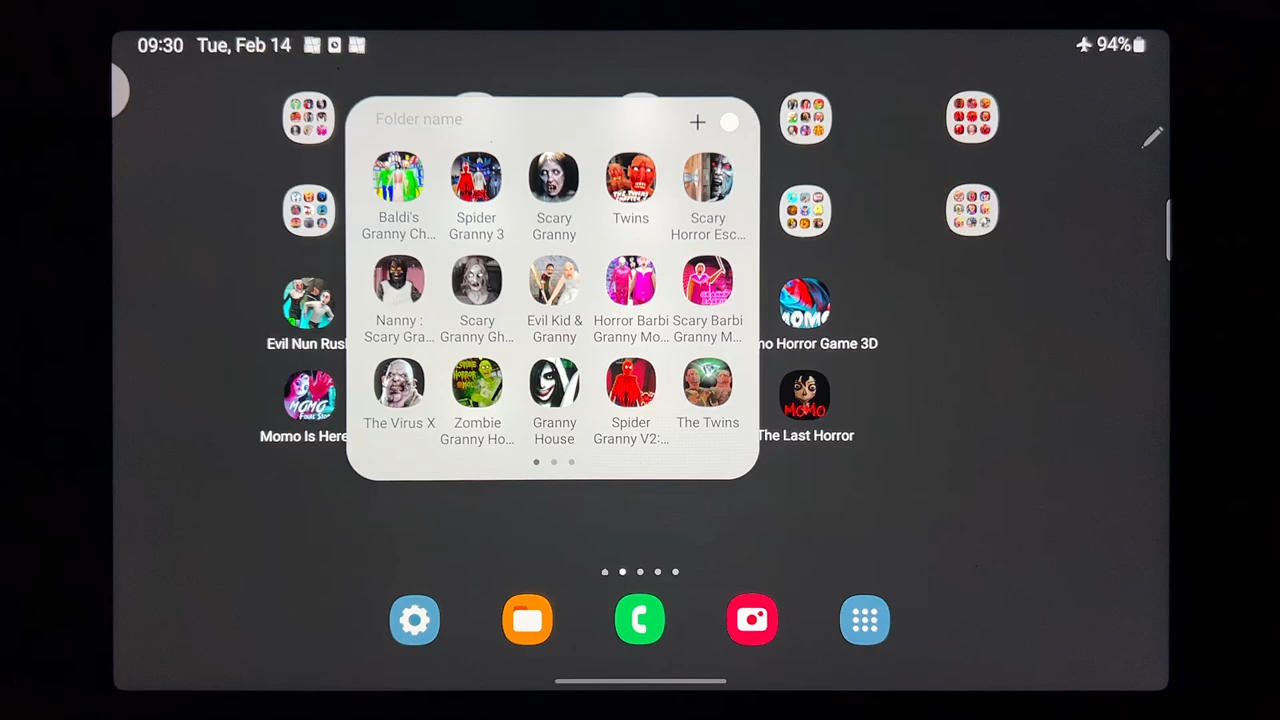 09:30 Tue, Feb 14
94%
Folder name
Baldi's
Granny Ch...
Spider
Granny 3
Scary
Granny
Twins
Scary
Horror Esc...
Nanny :
Scary Gra...
Scary
Granny Gh...
Evil Kid &
Granny
Horror Barbi
Granny Mo...
Scary Barbi
Granny M...
The Virus X
Zombie
Granny Ho...
Granny
House
Spider
Granny V2:...
The Twins
Evil Nun Rus
MOMO
no Horror Game 3D
MOMO
Momo Is Here
MOMO
The Last Horror